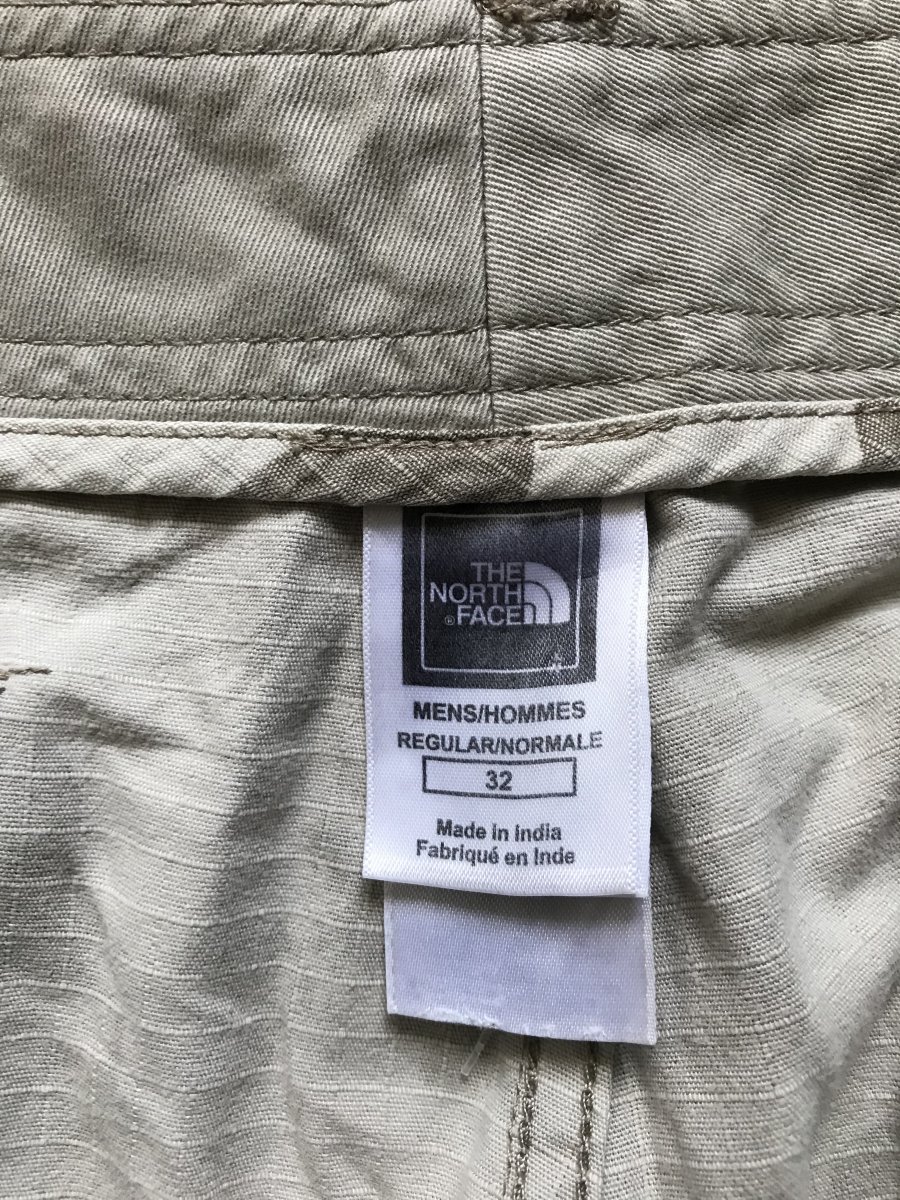 THE
NORTH
®FACE
MENS/HOMMES
REGULAR/NORMALE
32
Made in India
Fabriqué en Inde